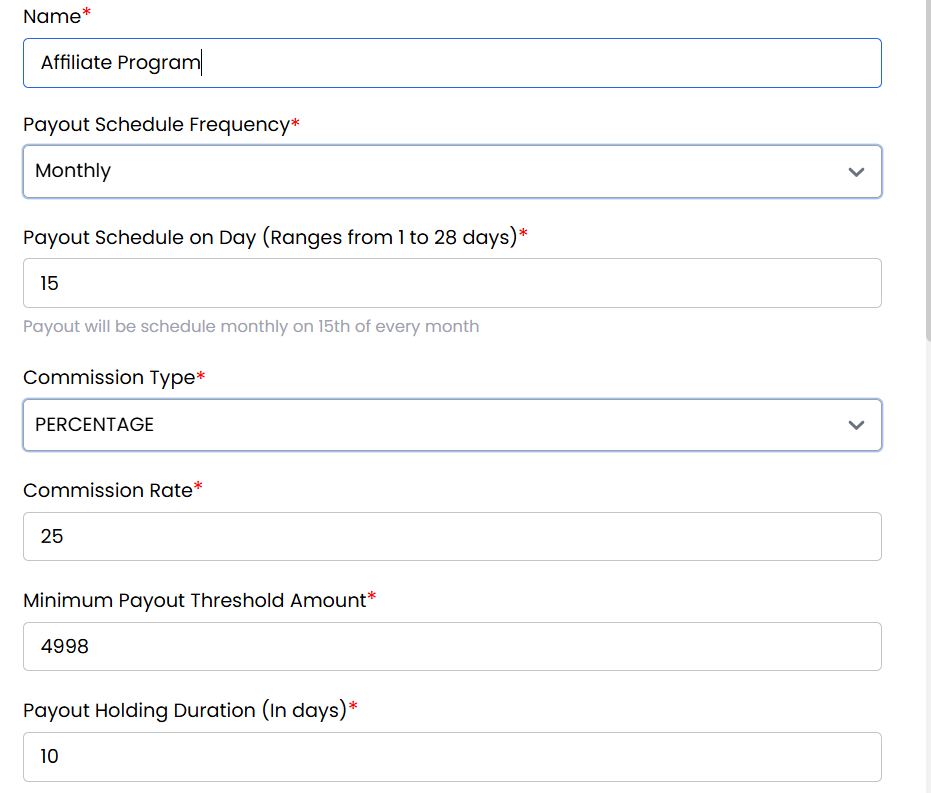 Name*
Affiliate Program
Payout Schedule Frequency*
Monthly
Payout Schedule on Day (Ranges from 1 to 28 days)*
15
Payout will be schedule monthly on 15th of every month
Commission Type*
PERCENTAGE
Commission Rate*
25
Minimum Payout Threshold Amount*
4998
Payout Holding Duration (In days)*
10